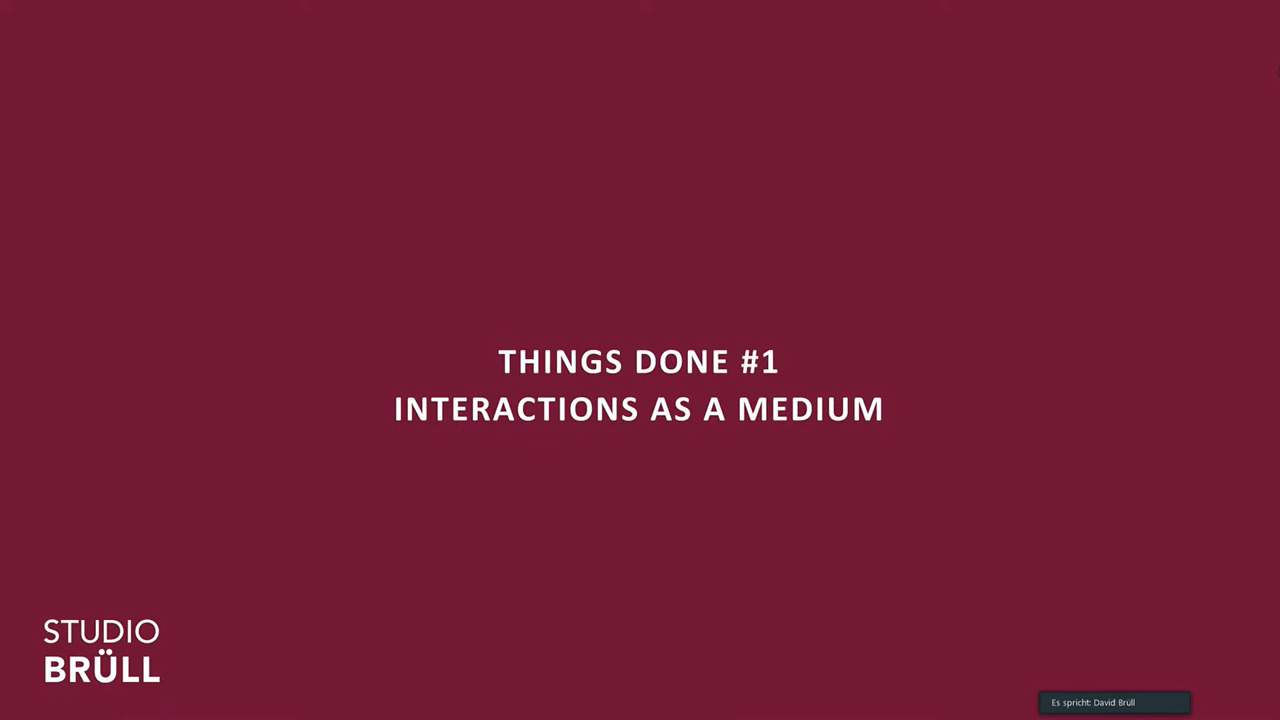 THINGS DONE #1
INTERACTIONS AS A MEDIUM
STUDIO
BRÜLL
Es spricht: David Brüll